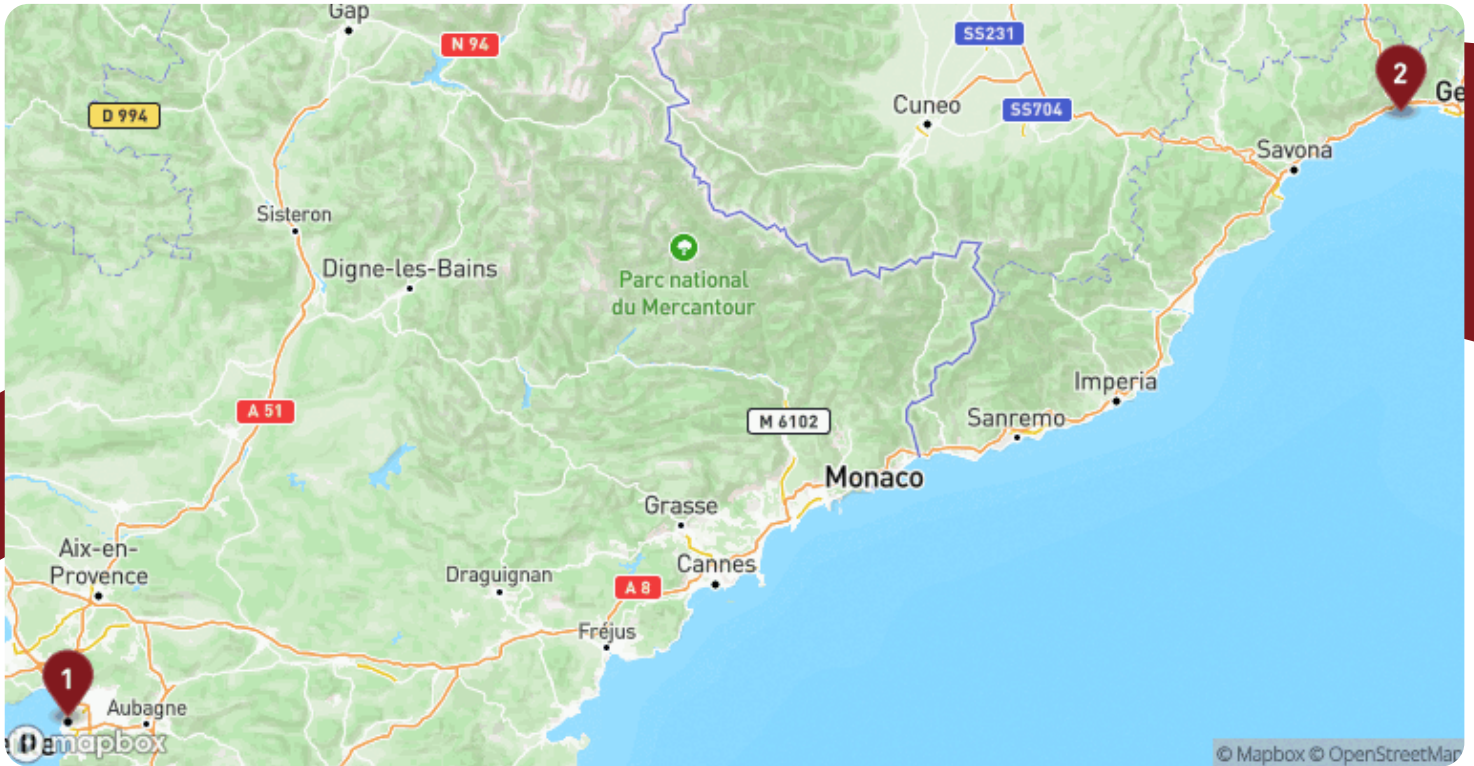 Gap
N 94
SS231
2
Ge
D 994
Cuneo
SS704
Savona
Sisteron
Digne-les-Bains
Parc national
du Mercantour
A 51
M 6102
Imperia
Sanremo
Monaco
Grasse
Aix-en-
Provence
Draguignan
A 8
Cannes
Fréjus
1
Aubagne
mapbox
© Mapbox © OpenStreetMap